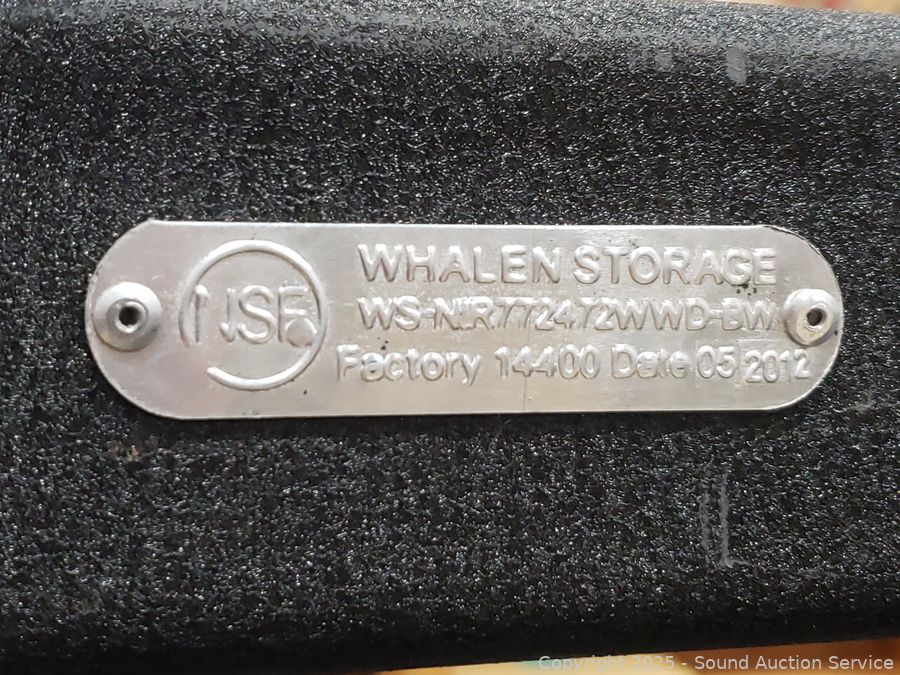 NSF.
WHALEN STORAGE
WS-NIR772472WWD-BW
Factory 14400 Date 05 2012
Copyright 2025 - Sound Auction Service